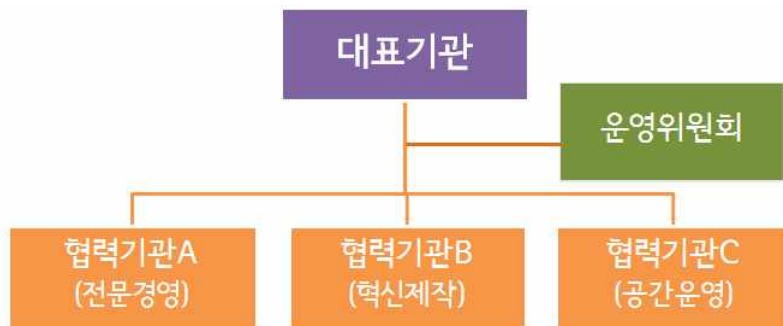 대표기관
운영위원회
협력기관A
(전문경영)
협력기관B
(혁신제작)
협력기관C
(공간운영)